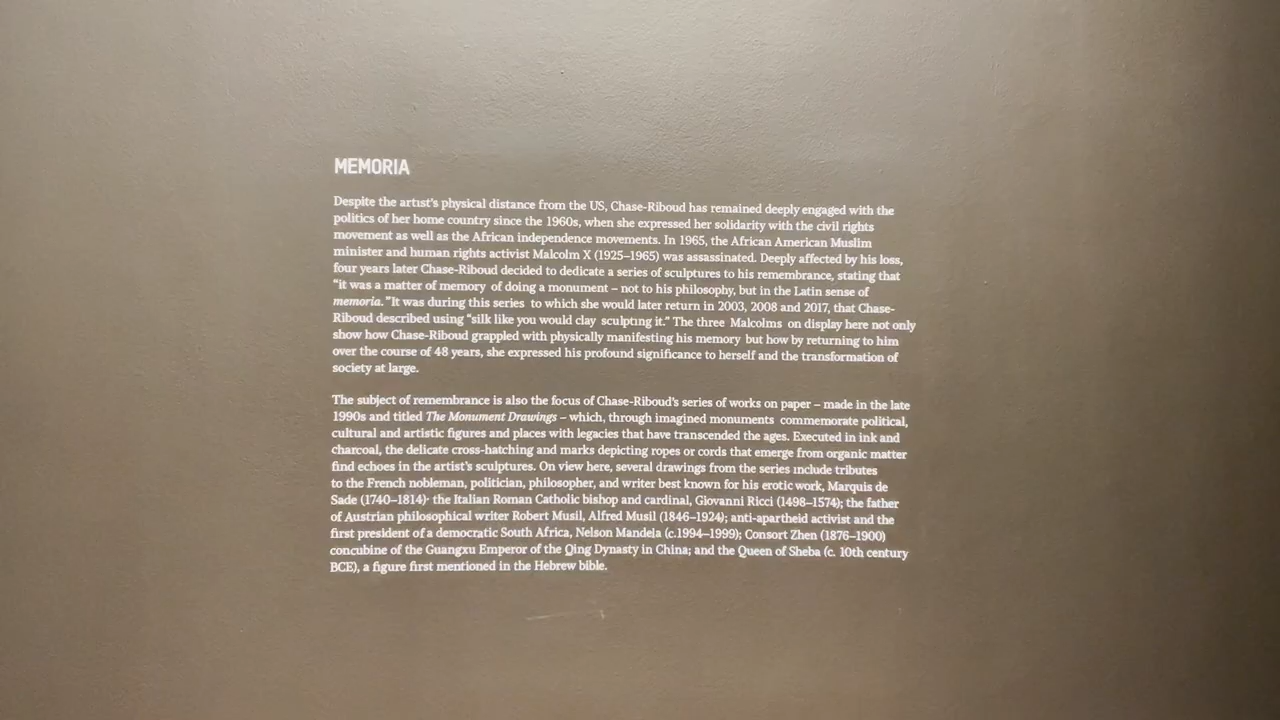 MEMORIA
Despite the artist's physical distance from the US, Chase-Riboud has remained deeply engaged with the
politics of her home country since the 1960s, when she expressed her solidarity with the civil rights
movement as well as the African independence movements. In 1965, the African American Muslim
minister and human rights activist Malcolm X (1925–1965) was assassinated. Deeply affected by his loss,
four years later Chase-Riboud decided to dedicate a series of sculptures to his remembrance, stating that
"it was a matter of memory of doing a monument – not to his philosophy, but in the Latin sense of
memoria." It was during this series to which she would later return in 2003, 2008 and 2017, that Chase-
Riboud described using "silk like you would clay sculpting it." The three Malcolms on display here not only
show how Chase-Riboud grappled with physically manifesting his memory but how by returning to him
over the course of 48 years, she expressed his profound significance to herself and the transformation of
society at large.
The subject of remembrance is also the focus of Chase-Riboud's series of works on paper – made in the late
1990s and titled The Monument Drawings – which, through imagined monuments commemorate political,
cultural and artistic figures and places with legacies that have transcended the ages. Executed in ink and
charcoal, the delicate cross-hatching and marks depicting ropes or cords that emerge from organic matter
find echoes in the artist's sculptures. On view here, several drawings from the series include tributes
to the French nobleman, politician, philosopher, and writer best known for his erotic work, Marquis de
Sade (1740–1814)· the Italian Roman Catholic bishop and cardinal, Giovanni Ricci (1498–1574); the father
of Austrian philosophical writer Robert Musil, Alfred Musil (1846–1924); anti-apartheid activist and the
first president of a democratic South Africa, Nelson Mandela (c.1994–1999); Consort Zhen (1876–1900)
concubine of the Guangxu Emperor of the Qing Dynasty in China; and the Queen of Sheba (c. 10th century
BCE), a figure first mentioned in the Hebrew bible.